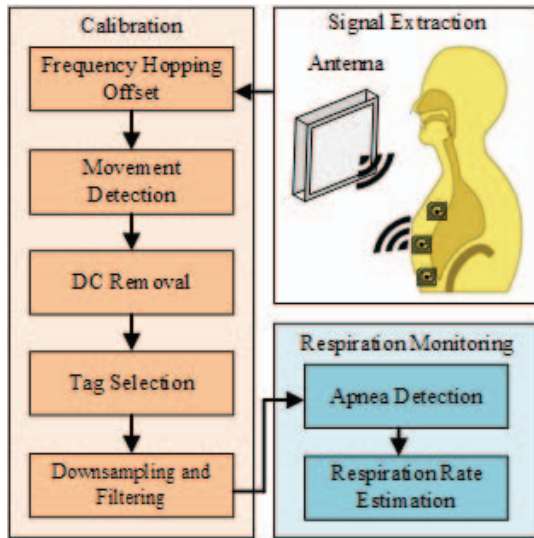 Calibration
Frequency Hopping
Offset
Movement
Detection
DC Removal
Tag Selection
Downsampling and
Filtering
Signal Extraction
Antenna
Respiration Monitoring
Apnea Detection
Respiration Rate
Estimation